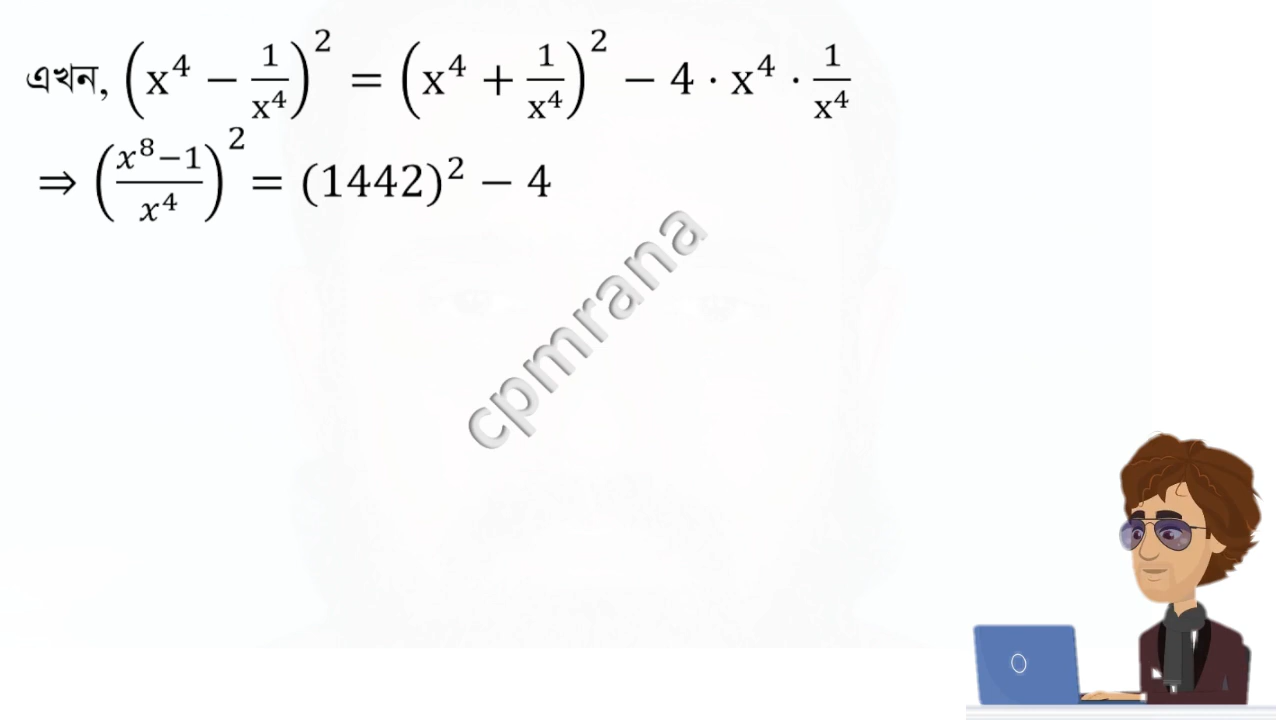 এখন, (x⁴ − 1/x⁴)² = (x⁴ + 1/x⁴)² − 4 · x⁴ · 1/x⁴
⇒ ((x⁸−1)/x⁴)² = (1442)² − 4
cpmrana